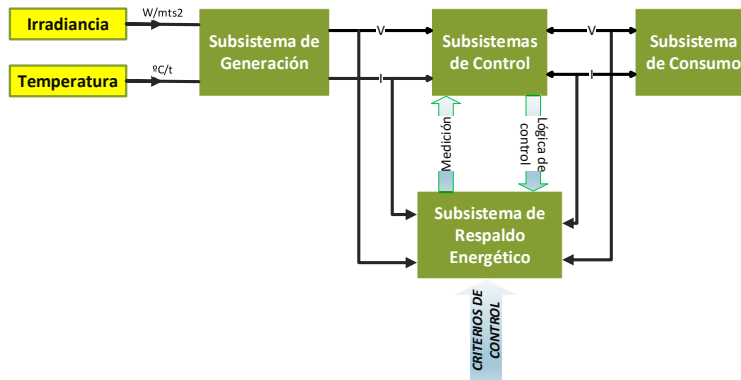 W/mts2
Irradiancia
ºC/t
Temperatura
Subsistema de
Generación
V
I
Subsistemas
de Control
V
I
Subsistema
de Consumo
Medición
Lógica de
control
Subsistema de
Respaldo
Energético
CRITERIOS DE
CONTROL